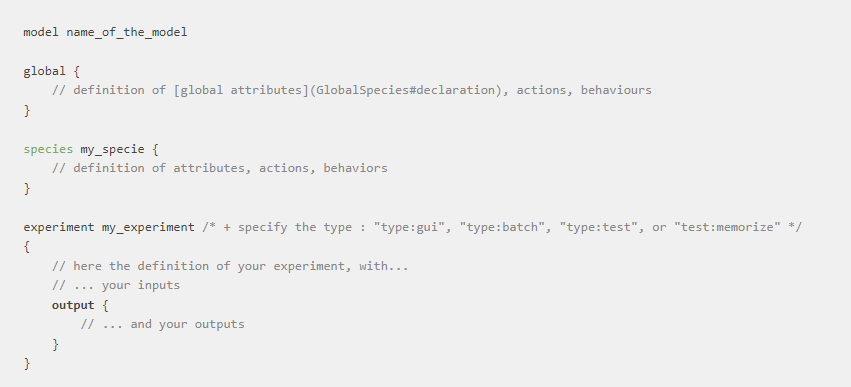 model name_of_the_model
global {
// definition of [global attributes](GlobalSpecies#declaration), actions, behaviours
}
species my_specie {
// definition of attributes, actions, behaviors
}
experiment my_experiment /* + specify the type : "type:gui", "type:batch", "type:test", or "test:memorize" */
{
// here the definition of your experiment, with...
// ... your inputs
output {
// ... and your outputs
}
}